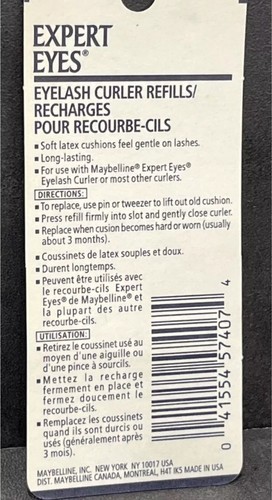 EXPERT
EYES®
EYELASH CURLER REFILLS/
RECHARGES
POUR RECOURBE-CILS
▪ Soft latex cushions feel gentle on lashes.
▪ Long-lasting.
▪ For use with Maybelline® Expert Eyes®
Eyelash Curler or most other curlers.
DIRECTIONS:
▪ To replace, use pin or tweezer to lift out old cushion.
▪ Press refill firmly into slot and gently close curler.
▪ Replace when cusion becomes hard or worn (usually
about 3 months).
▪ Coussinets de latex souples et doux.
▪ Durent longtemps.
▪ Peuvent être utilisés avec
le recourbe-cils Expert
Eyes® de Maybelline® et
la plupart des autre
recourbe-cils.
UTILISATION:
▪ Retirez le coussinet usé au
moyen d'une aiguille ou
d'une pince à sourcils.
▪ Mettez la recharge
fermement en place et
fermez doucement le
recourbe-cils.
▪ Remplacez les coussinets
quand ils sont durcis ou
usés (généralement après
3 mois).
0 41554 57407 4
MAYBELLINE, INC. NEW YORK NY 10017 USA
DIST. MAYBELLINE CANADA, MONTREAL, H4T IK5 MADE IN USA